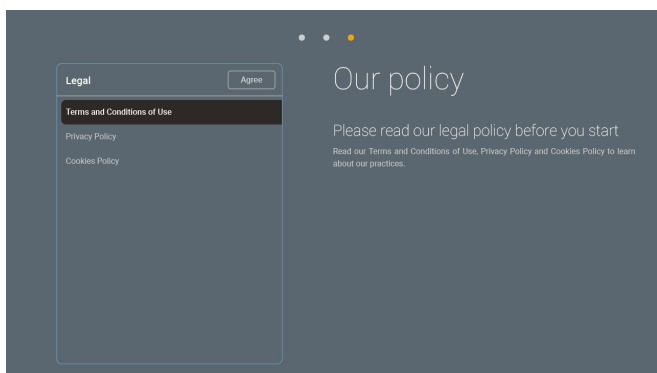 Legal
Agree
Terms and Conditions of Use
Privacy Policy
Cookies Policy
Our policy
Please read our legal policy before you start
Read our Terms and Conditions of Use, Privacy Policy and Cookies Policy to learn
about our practices.